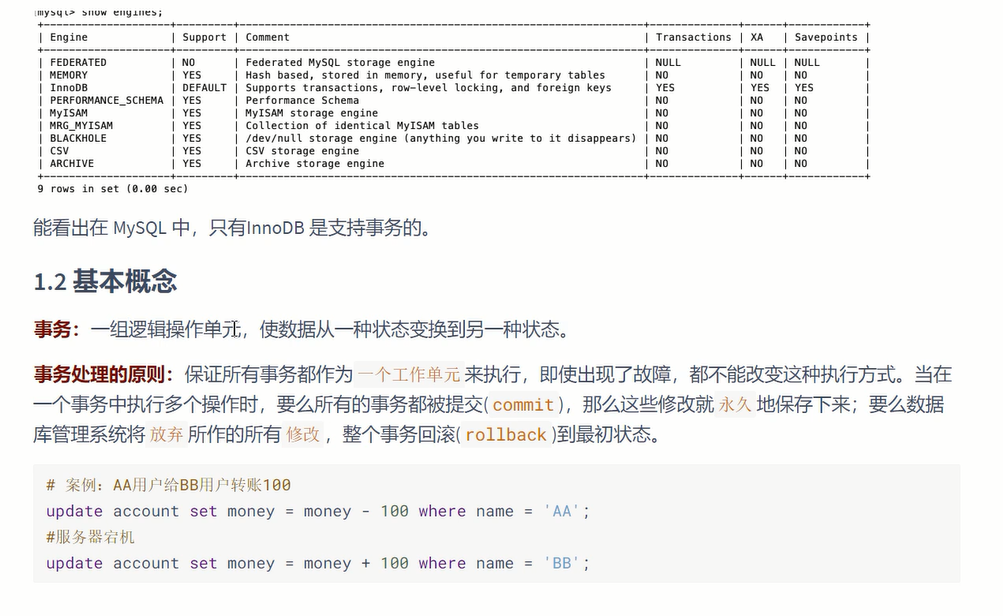 mysql> show engines;
| Engine | Support | Comment | Transactions | XA | Savepoints |
| FEDERATED | NO | Federated MySQL storage engine | NULL | NULL | NULL |
| MEMORY | YES | Hash based, stored in memory, useful for temporary tables | NO | NO | NO |
| InnoDB | DEFAULT | Supports transactions, row-level locking, and foreign keys | YES | YES | YES |
| PERFORMANCE_SCHEMA | YES | Performance Schema | NO | NO | NO |
| MyISAM | YES | MyISAM storage engine | NO | NO | NO |
| MRG_MYISAM | YES | Collection of identical MyISAM tables | NO | NO | NO |
| BLACKHOLE | YES | /dev/null storage engine (anything you write to it disappears) | NO | NO | NO |
| CSV | YES | CSV storage engine | NO | NO | NO |
| ARCHIVE | YES | Archive storage engine | NO | NO | NO |
9 rows in set (0.00 sec)
能看出在 MySQL 中，只有InnoDB 是支持事务的。
1.2 基本概念
事务：一组逻辑操作单元，使数据从一种状态变换到另一种状态。
事务处理的原则：保证所有事务都作为 一个工作单元 来执行，即使出现了故障，都不能改变这种执行方式。当在
一个事务中执行多个操作时，要么所有的事务都被提交( commit )，那么这些修改就 永久 地保存下来；要么数据
库管理系统将 放弃 所作的所有 修改 ，整个事务回滚( rollback )到最初状态。
# 案例：AA用户给BB用户转账100
update account set money = money - 100 where name = 'AA';
#服务器宕机
update account set money = money + 100 where name = 'BB';